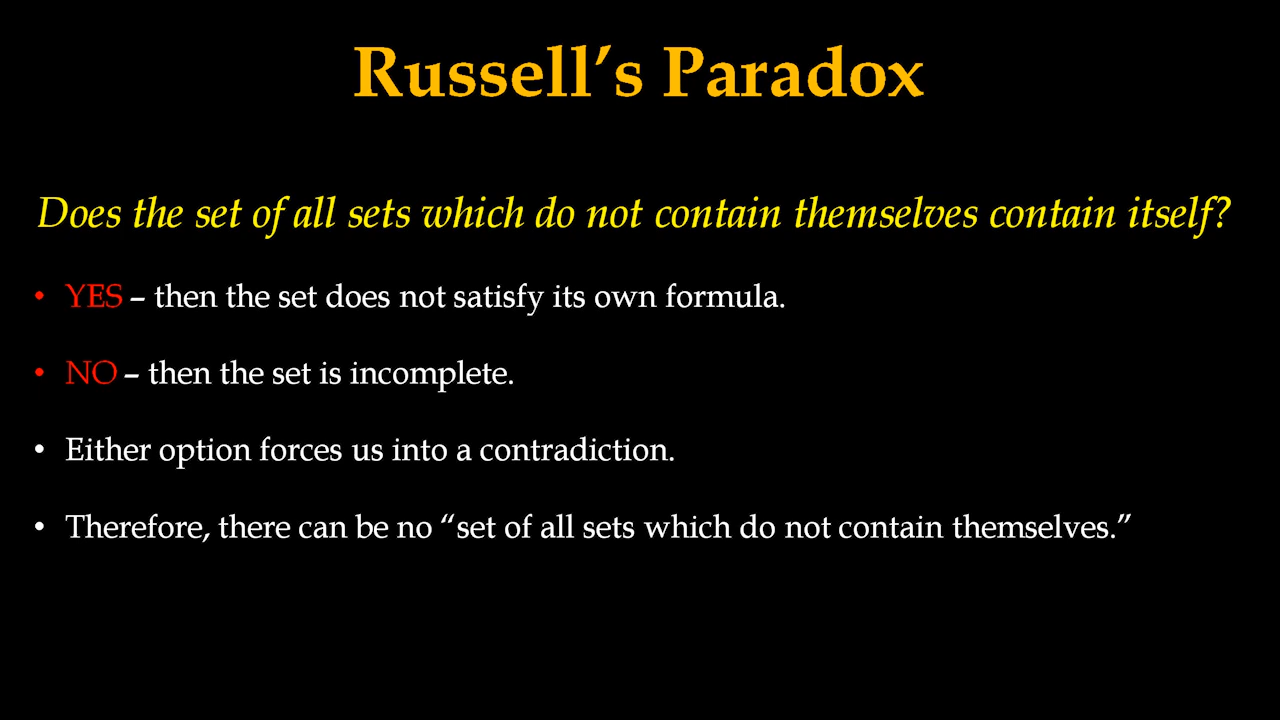 Russell’s Paradox
Does the set of all sets which do not contain themselves contain itself?
• YES – then the set does not satisfy its own formula.
• NO – then the set is incomplete.
• Either option forces us into a contradiction.
• Therefore, there can be no “set of all sets which do not contain themselves.”